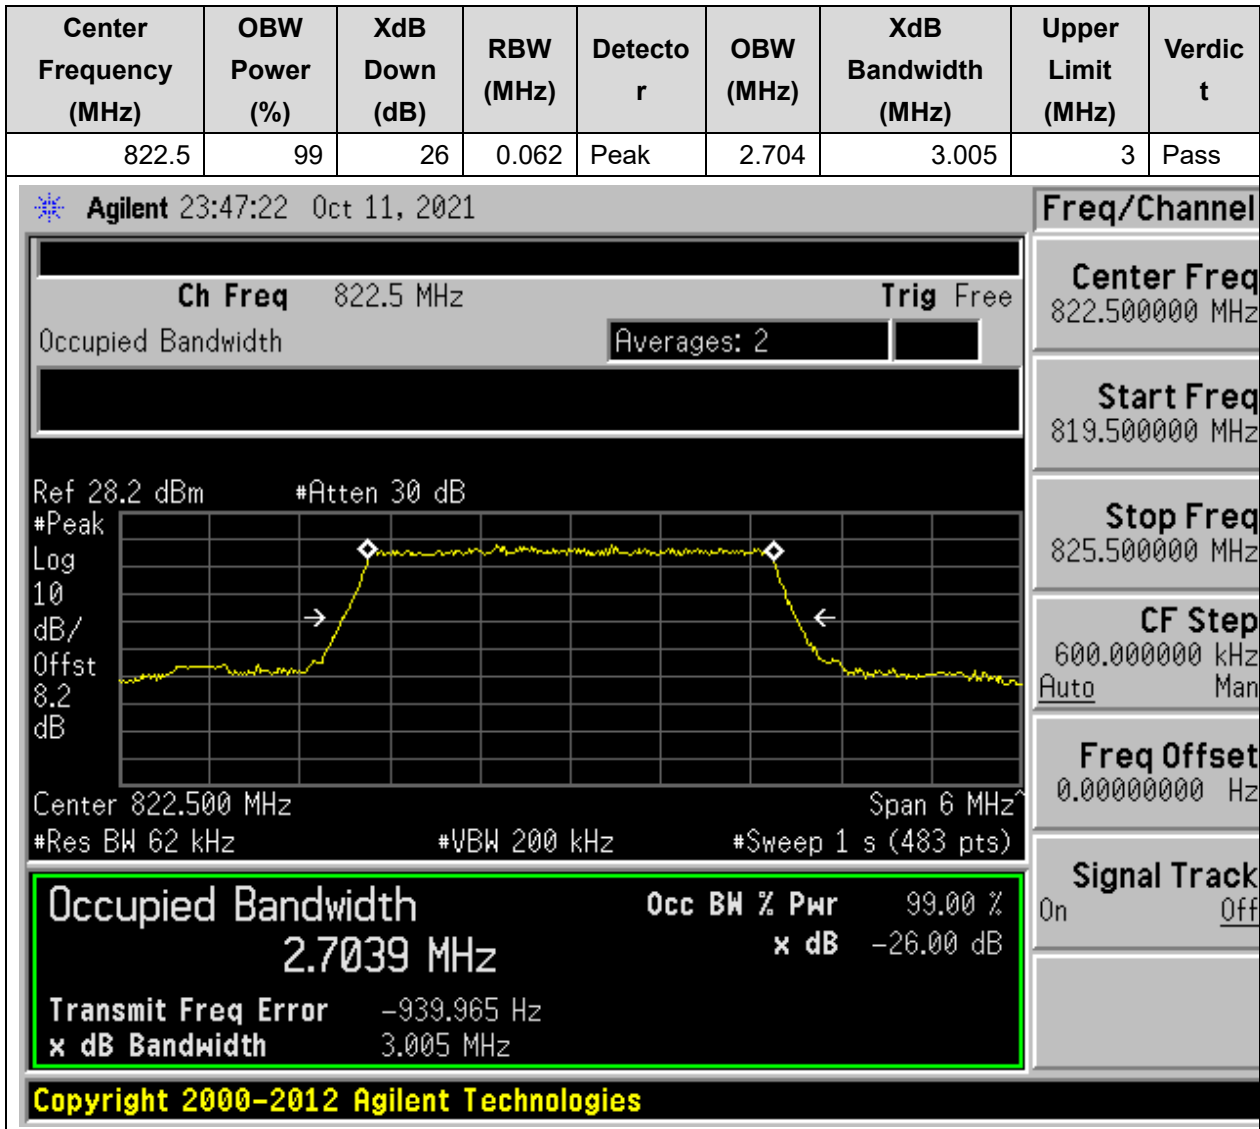 Center Frequency (MHz) OBW Power (%) XdB Down (dB) RBW (MHz) Detecto r OBW (MHz) XdB Bandwidth (MHz) Upper Limit (MHz) Verdic t
822.5 99 26 0.062 Peak 2.704 3.005 3 Pass
Agilent 23:47:22 Oct 11, 2021
Freq/Channel
Ch Freq 822.5 MHz Trig Free
Occupied Bandwidth Averages: 2
Ref 28.2 dBm #Atten 30 dB
#Peak
Log
10
dB/
Offst
8.2
dB
Center 822.500 MHz Span 6 MHz^
#Res BW 62 kHz #VBW 200 kHz #Sweep 1 s (483 pts)
Occupied Bandwidth Occ BW % Pwr 99.00 %
2.7039 MHz x dB -26.00 dB
Transmit Freq Error -939.965 Hz
x dB Bandwidth 3.005 MHz
Center Freq
822.500000 MHz
Start Freq
819.500000 MHz
Stop Freq
825.500000 MHz
CF Step
600.000000 kHz
Auto Man
Freq Offset
0.00000000 Hz
Signal Track
On Off
Copyright 2000-2012 Agilent Technologies